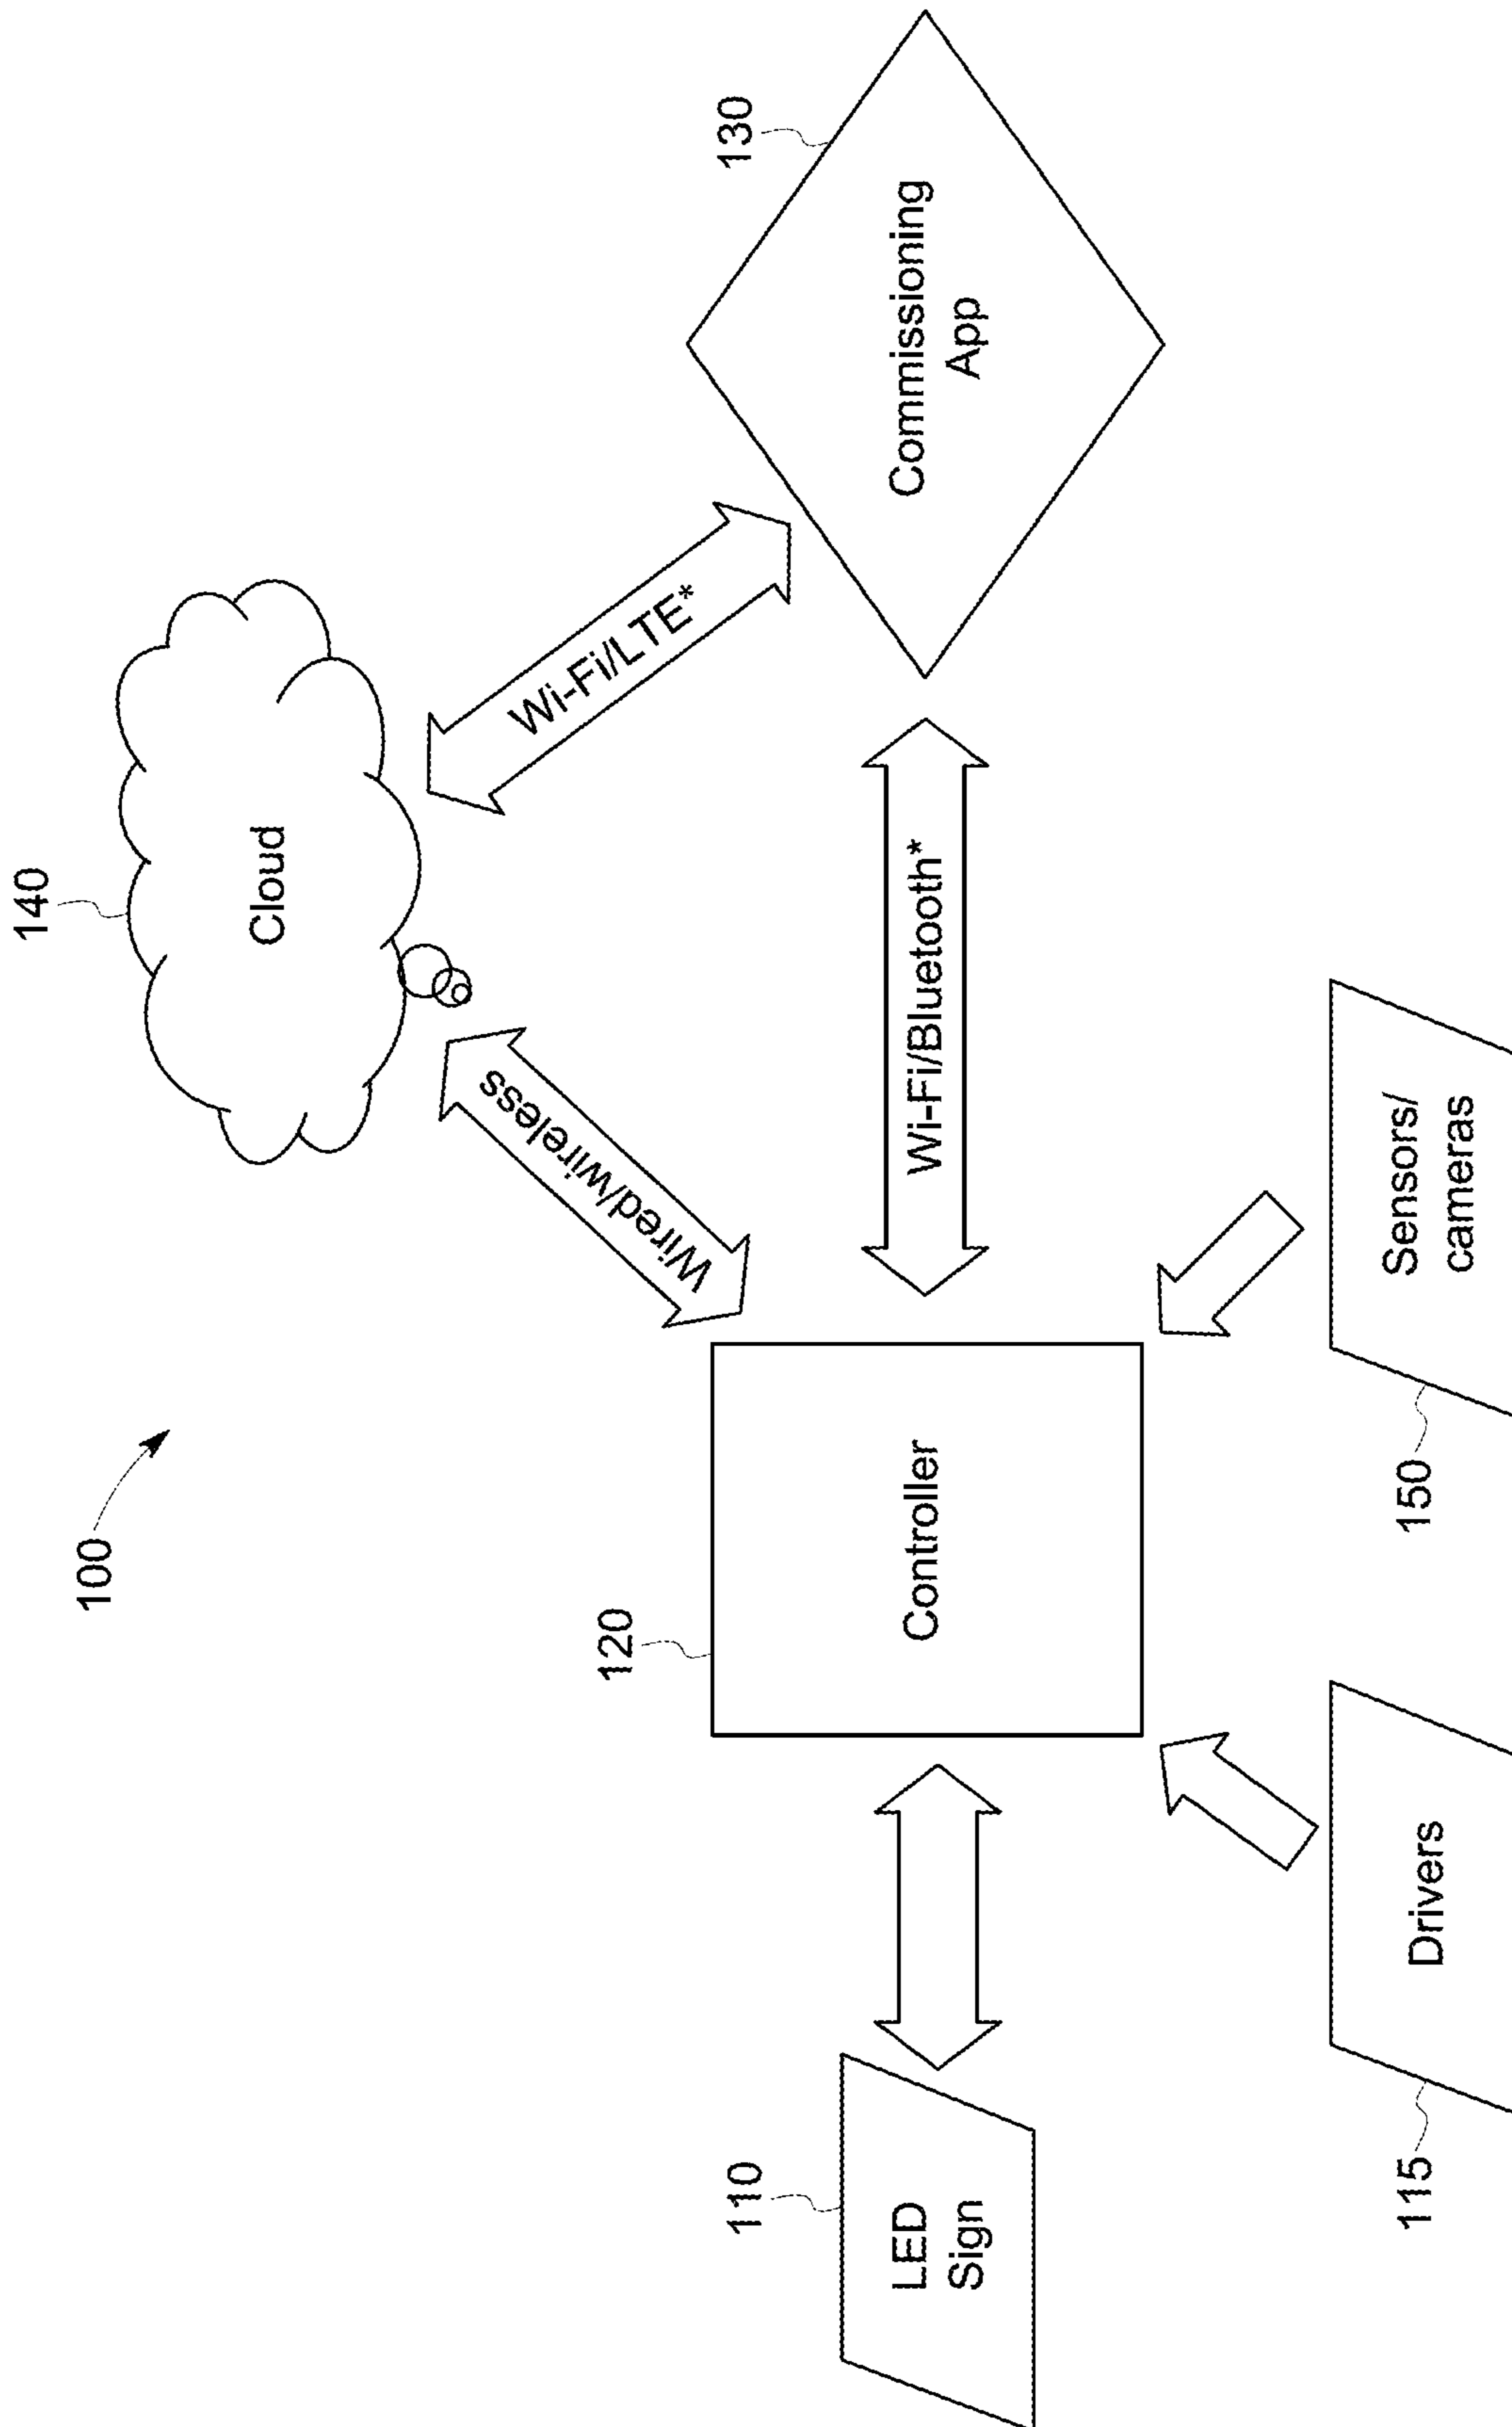 100
140
Cloud
Wired/wireless
Wi-Fi/LTE*
130
Commissioning
App
120
Controller
Wi-Fi/Bluetooth*
110
LED
Sign
115
Drivers
150
Sensors/
cameras